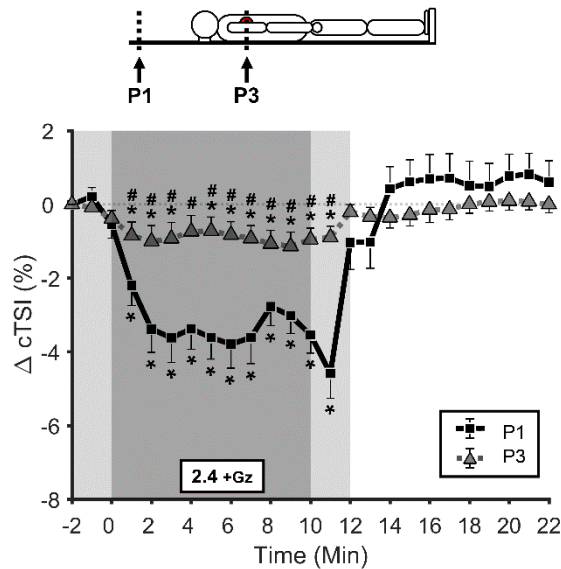 P1 P3
2
# # # # # # # # # # #
* * * * * * * * * * *
0
-2
* * * * * * * * * * *
-4
-6
-8
Δ cTSI (%)
P1
P3
2.4 +Gz
-2 0 2 4 6 8 10 12 14 16 18 20 22
Time (Min)